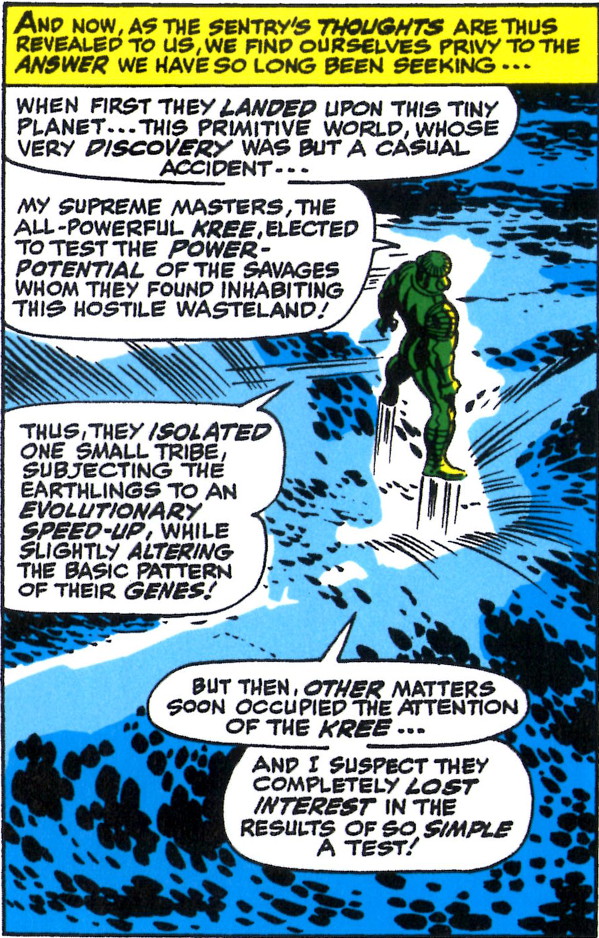 AND NOW, AS THE SENTRY'S THOUGHTS ARE THUS
REVEALED TO US, WE FIND OURSELVES PRIVY TO THE
ANSWER WE HAVE SO LONG BEEN SEEKING...
WHEN FIRST THEY LANDED UPON THIS TINY
PLANET...THIS PRIMITIVE WORLD, WHOSE
VERY DISCOVERY WAS BUT A CASUAL
ACCIDENT...
MY SUPREME MASTERS, THE
ALL-POWERFUL KREE, ELECTED
TO TEST THE POWER-
POTENTIAL OF THE SAVAGES
WHOM THEY FOUND INHABITING
THIS HOSTILE WASTELAND!
THUS, THEY ISOLATED
ONE SMALL TRIBE,
SUBJECTING THE
EARTHLINGS TO AN
EVOLUTIONARY
SPEED-UP, WHILE
SLIGHTLY ALTERING
THE BASIC PATTERN
OF THEIR GENES!
BUT THEN, OTHER MATTERS
SOON OCCUPIED THE ATTENTION
OF THE KREE...
AND I SUSPECT THEY
COMPLETELY LOST
INTEREST IN THE
RESULTS OF SO SIMPLE
A TEST!